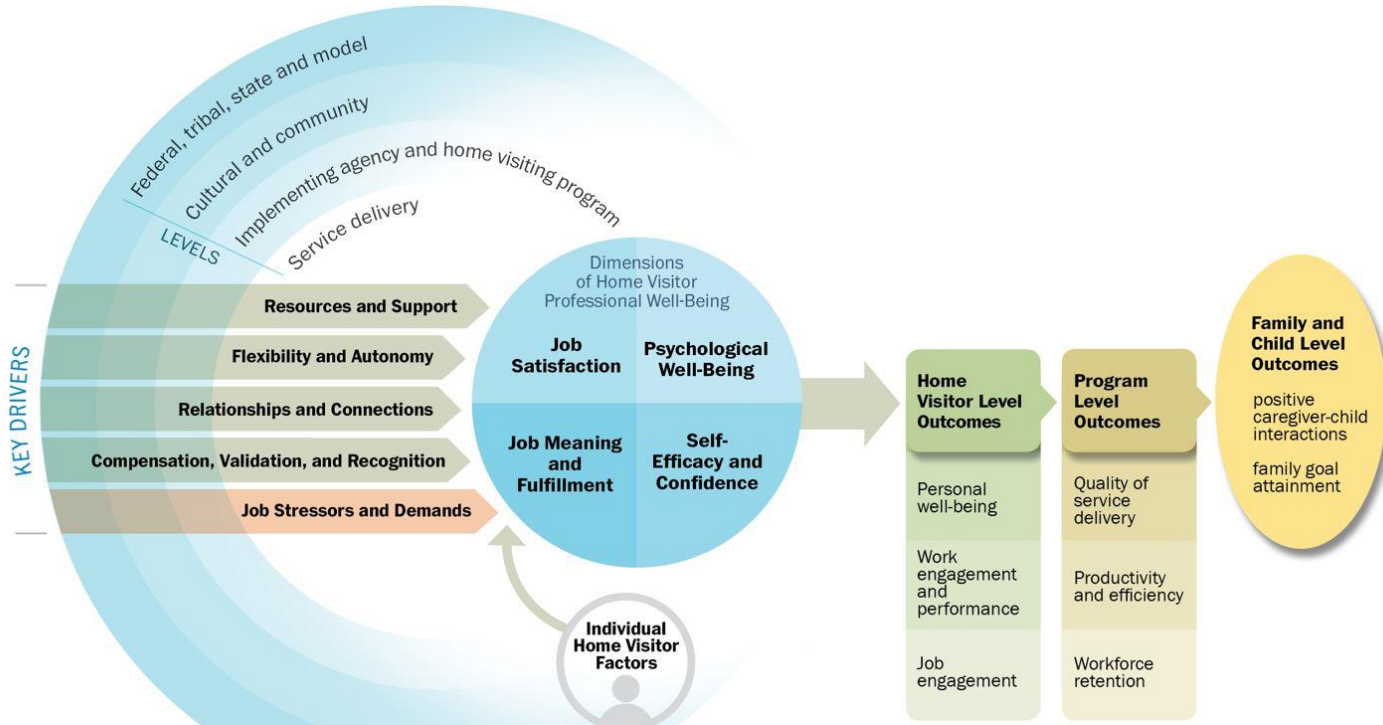 Federal, tribal, state and model
Cultural and community
Implementing agency and home visiting program
Service delivery
LEVELS
KEY DRIVERS
Resources and Support
Flexibility and Autonomy
Relationships and Connections
Compensation, Validation, and Recognition
Job Stressors and Demands
Dimensions
of Home Visitor
Professional Well-Being
Job
Satisfaction
Psychological
Well-Being
Job Meaning
and
Fulfillment
Self-
Efficacy and
Confidence
Individual
Home Visitor
Factors
Home
Visitor Level
Outcomes
Personal
well-being
Work
engagement
and
performance
Job
engagement
Program
Level
Outcomes
Quality of
service
delivery
Productivity
and efficiency
Workforce
retention
Family and
Child Level
Outcomes
positive
caregiver-child
interactions
family goal
attainment